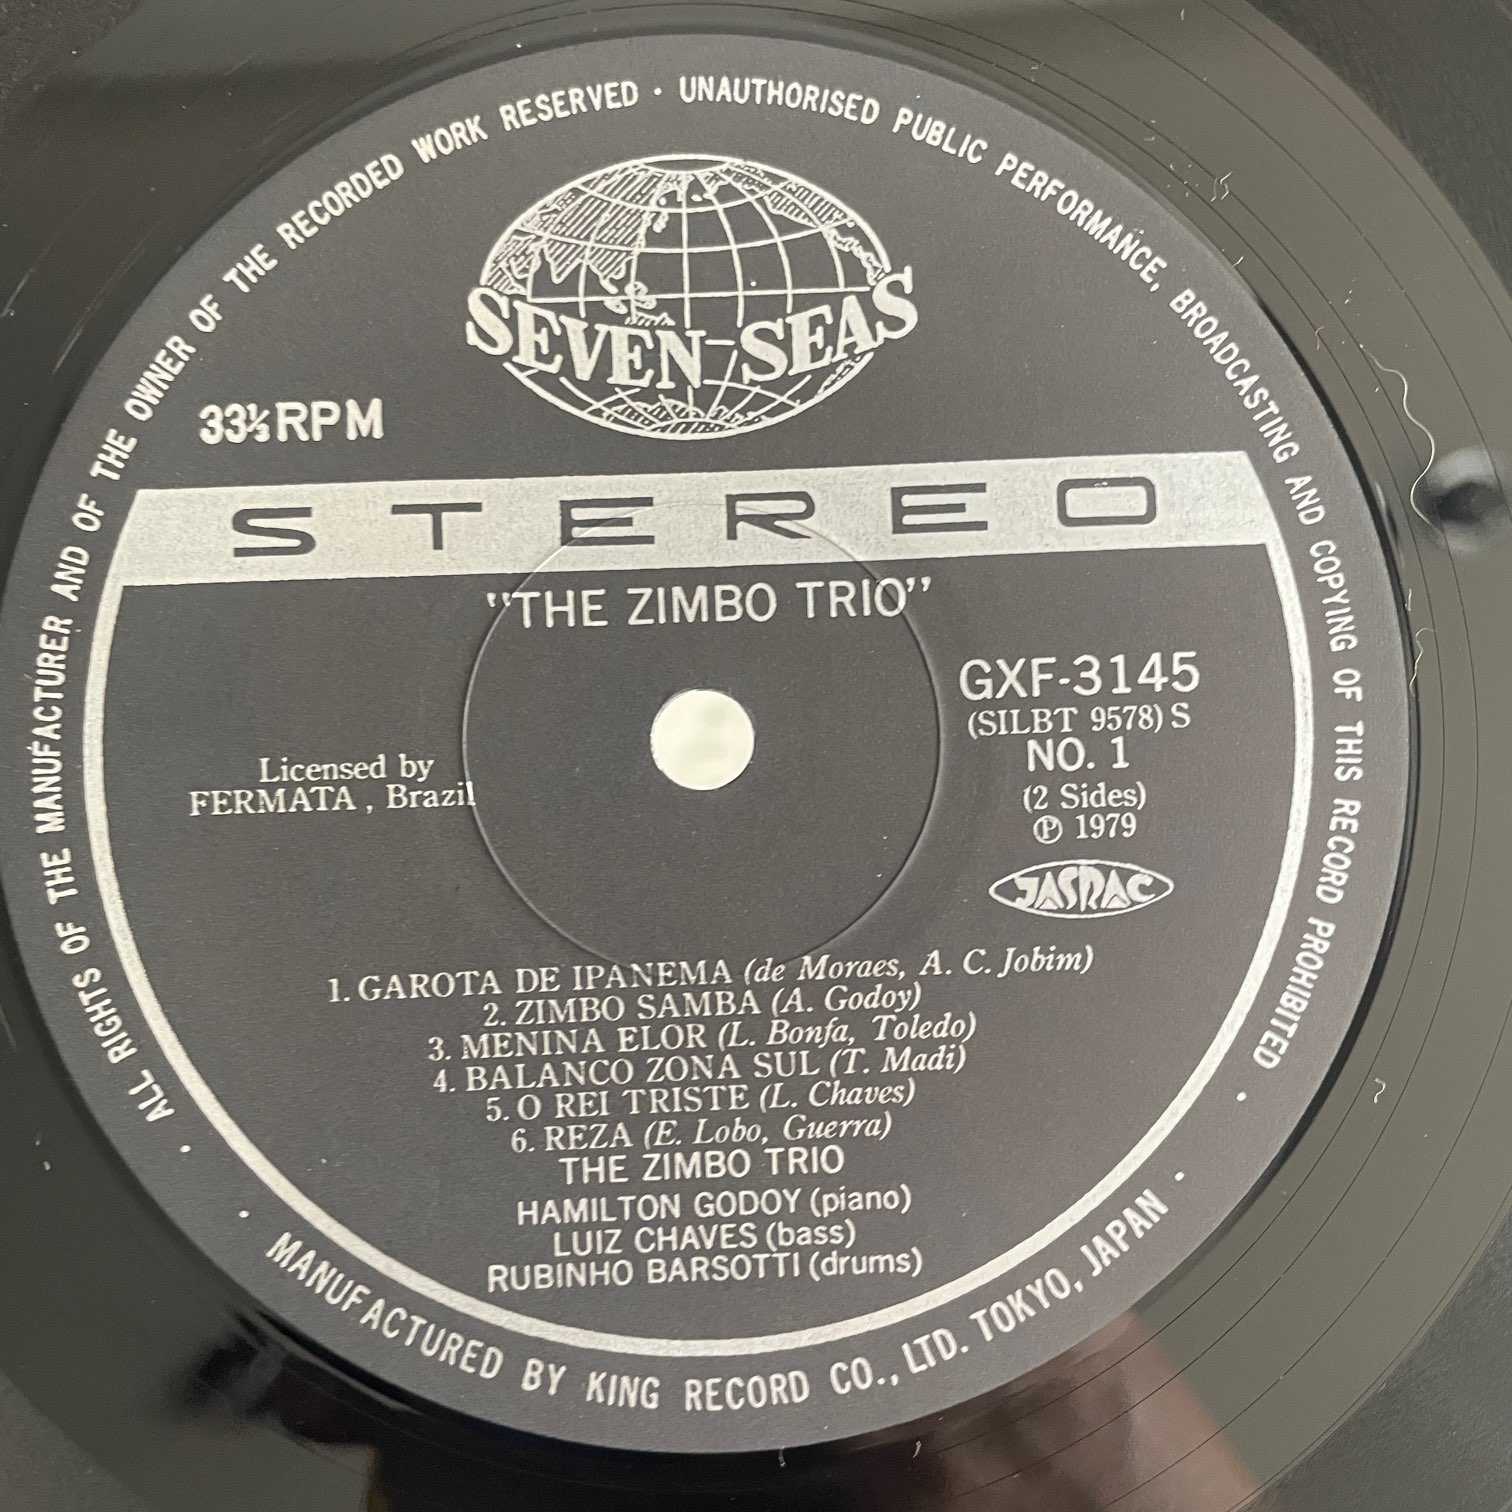 ALL RIGHTS OF THE MANUFACTURER AND OF THE OWNER OF THE RECORDED WORK RESERVED · UNAUTHORISED PUBLIC PERFORMANCE, BROADCASTING AND COPYING OF THIS RECORD PROHIBITED ·
SEVEN SEAS
33⅓ RPM
STEREO
"THE ZIMBO TRIO"
GXF-3145
(SILBT 9578) S
NO. 1
(2 Sides)
Ⓟ 1979
JASRAC
Licensed by
FERMATA , Brazil
1. GAROTA DE IPANEMA (de Moraes, A. C. Jobim)
2. ZIMBO SAMBA (A. Godoy)
3. MENINA ELOR (L. Bonfa, Toledo)
4. BALANCO ZONA SUL (T. Madi)
5. O REI TRISTE (L. Chaves)
6. REZA (E. Lobo, Guerra)
THE ZIMBO TRIO
HAMILTON GODOY (piano)
LUIZ CHAVES (bass)
RUBINHO BARSOTTI (drums)
· MANUFACTURED BY KING RECORD CO., LTD. TOKYO, JAPAN ·